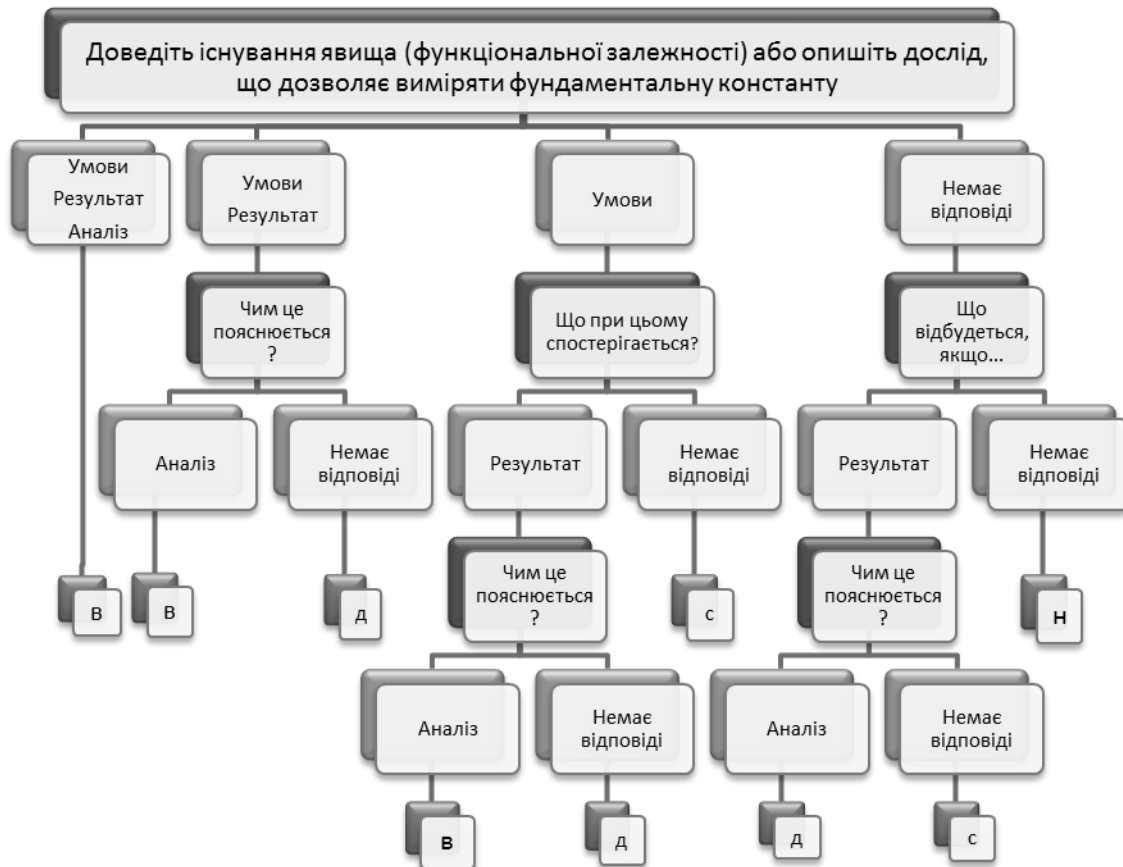 Доведіть існування явища (функціональної залежності) або опишіть дослід,
що дозволяє виміряти фундаментальну константу
Умови
Результат
Аналіз
Умови
Результат
Умови
Немає
відповіді
Чим це
пояснюється
?
Що при цьому
спостерігається?
Що
відбудеться,
якщо...
Аналіз
Немає
відповіді
Результат
Немає
відповіді
Результат
Немає
відповіді
в
в
д
Чим це
пояснюється
?
с
Чим це
пояснюється
?
н
Аналіз
Немає
відповіді
Аналіз
Немає
відповіді
в
д
д
с